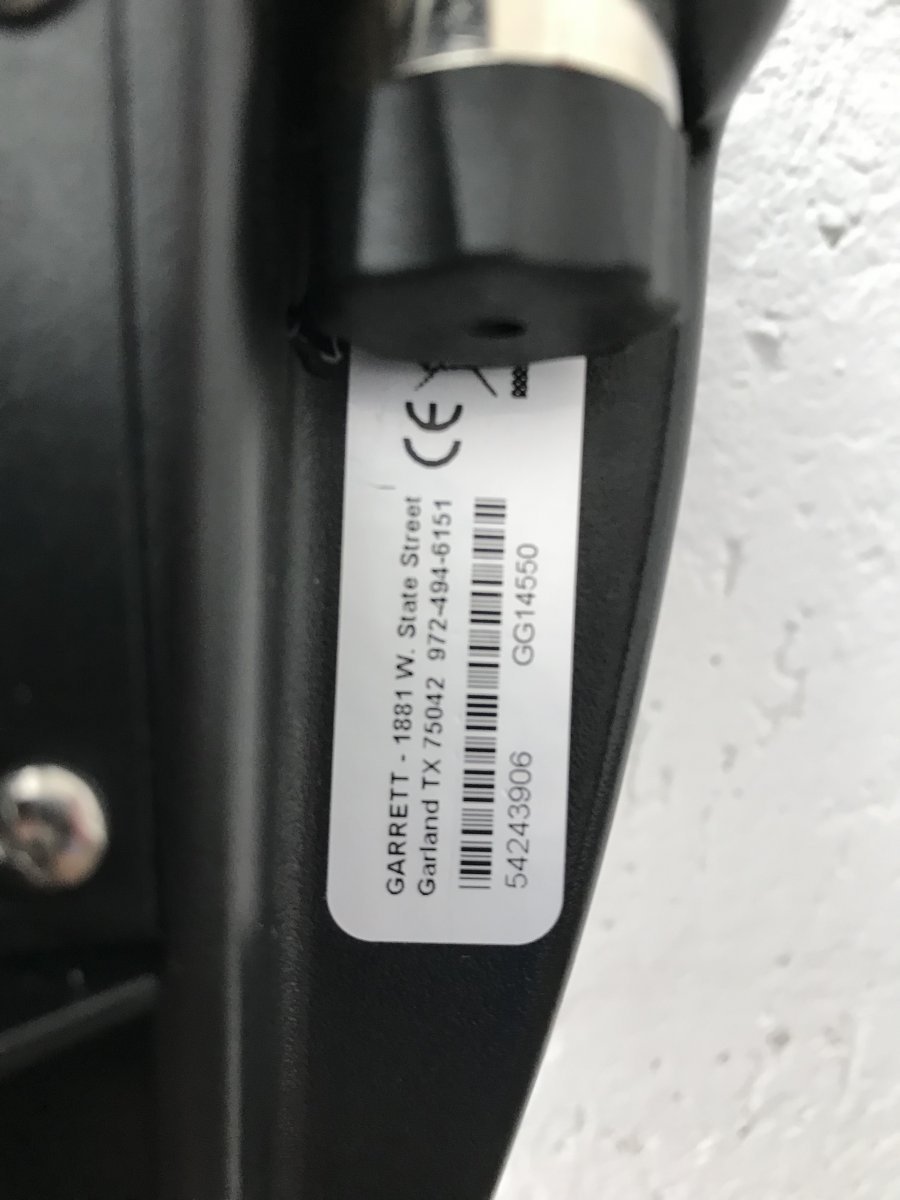 GARRETT - 1881 W. State Street
Garland TX 75042 972-494-6151
54243906 GG14550
CE